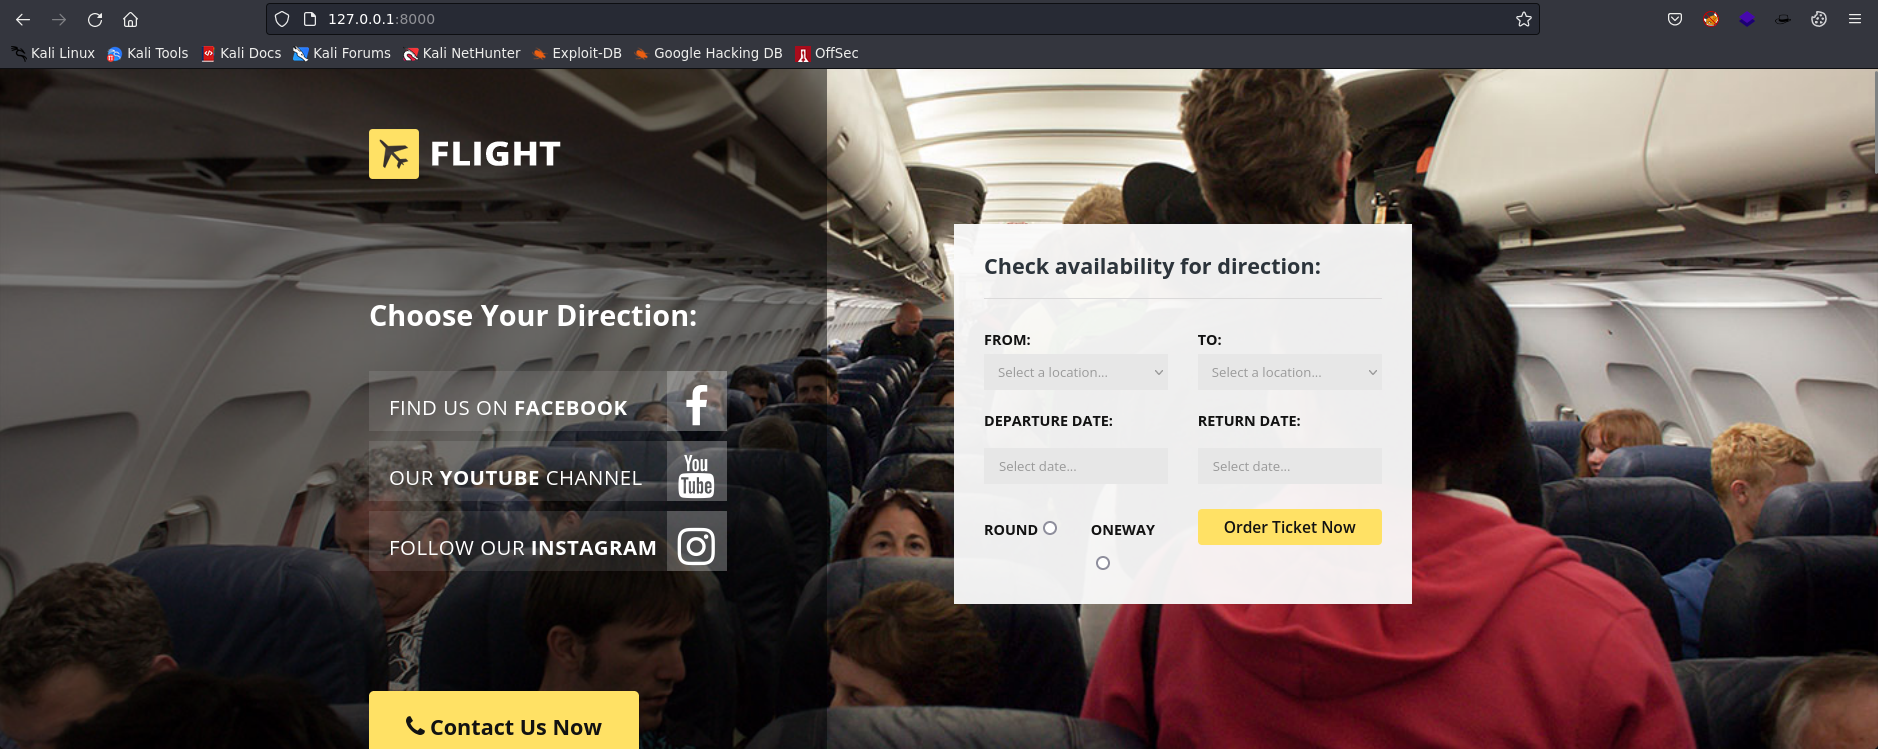 127.0.0.1:8000
Kali Linux Kali Tools Kali Docs Kali Forums Kali NetHunter Exploit-DB Google Hacking DB OffSec
FLIGHT
Choose Your Direction:
FIND US ON FACEBOOK
OUR YOUTUBE CHANNEL
You
Tube
FOLLOW OUR INSTAGRAM
Contact Us Now
Check availability for direction:
FROM: TO:
Select a location... Select a location...
DEPARTURE DATE: RETURN DATE:
Select date... Select date...
ROUND ONEWAY Order Ticket Now